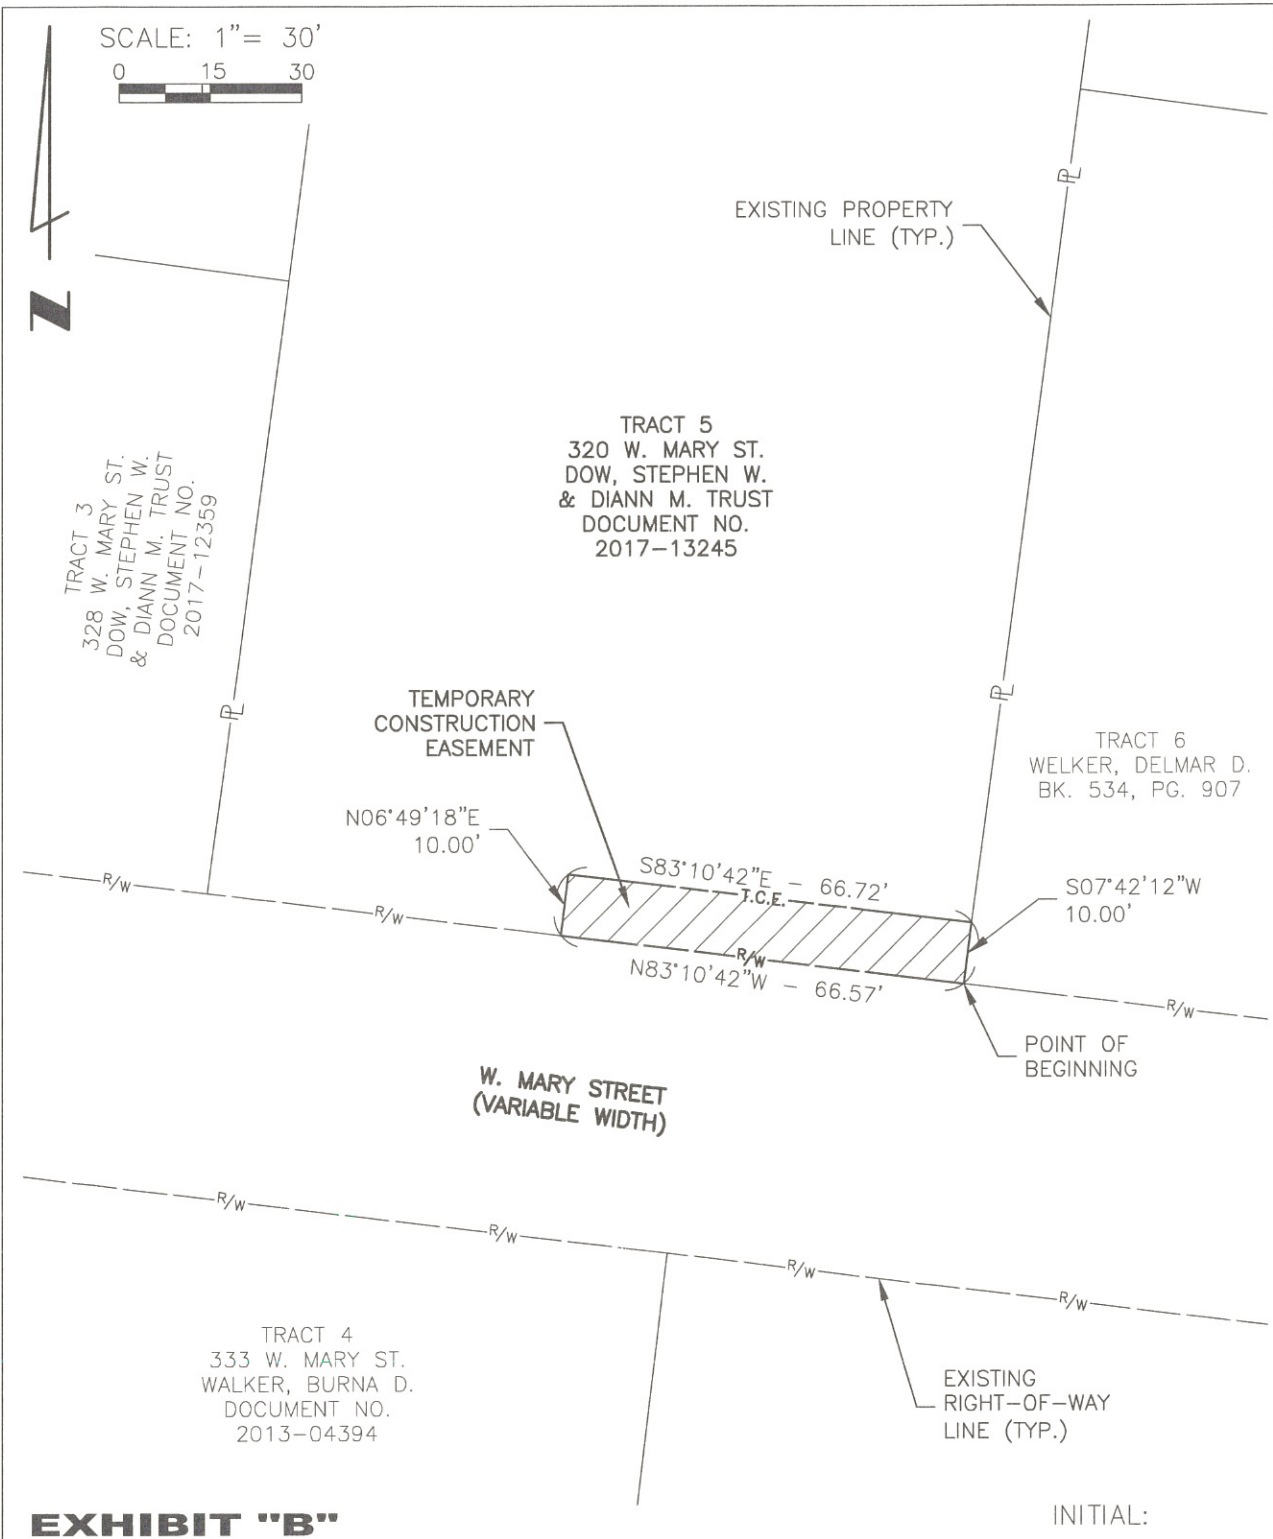 SCALE: 1"= 30'
0 15 30
N
EXISTING PROPERTY
LINE (TYP.)
PL
TRACT 5
320 W. MARY ST.
DOW, STEPHEN W.
& DIANN M. TRUST
DOCUMENT NO.
2017-13245
TRACT 3
328 W. MARY ST.
DOW, STEPHEN W.
& DIANN M. TRUST
DOCUMENT NO.
2017-12359
PL
PL
TEMPORARY
CONSTRUCTION
EASEMENT
TRACT 6
WELKER, DELMAR D.
BK. 534, PG. 907
N06°49'18"E
10.00'
S83°10'42"E - 66.72'
T.C.E.
S07°42'12"W
10.00'
R/W
R/W
R/W
N83°10'42"W - 66.57'
R/W
POINT OF
BEGINNING
W. MARY STREET
(VARIABLE WIDTH)
R/W
R/W
R/W
R/W
TRACT 4
333 W. MARY ST.
WALKER, BURNA D.
DOCUMENT NO.
2013-04394
EXISTING
RIGHT-OF-WAY
LINE (TYP.)
EXHIBIT "B"
INITIAL: